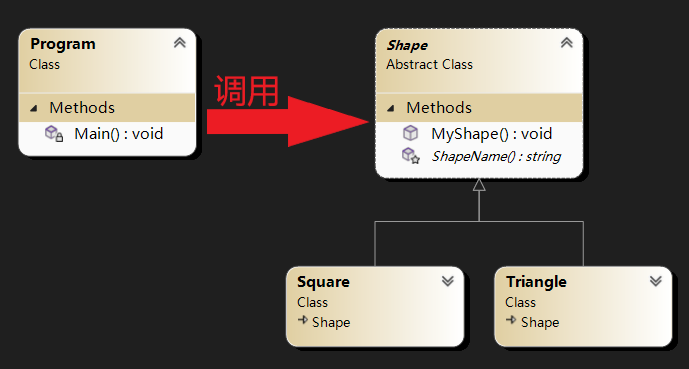 Program
Class
Methods
Main() : void
调用
Shape
Abstract Class
Methods
MyShape() : void
ShapeName() : string
Square
Class
Shape
Triangle
Class
Shape